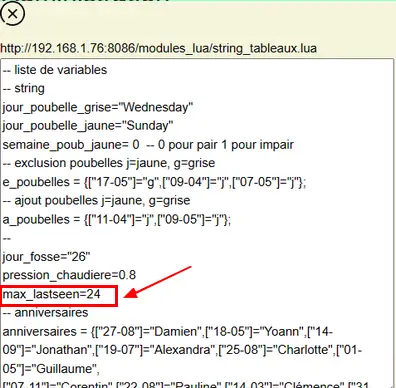 http://192.168.1.76:8086/modules_lua/string_tableaux.lua
-- liste de variables
-- string
jour_poubelle_grise="Wednesday"
jour_poubelle_jaune="Sunday"
semaine_poub_jaune= 0  -- 0 pour pair 1 pour impair
-- exclusion poubelles j=jaune, g=grise
e_poubelles = {["17-05"]="g",["09-04"]="j",["07-05"]="j"};
-- ajout poubelles j=jaune, g=grise
a_poubelles = {["11-04"]="j",["09-05"]="j"};
--
jour_fosse="26"
pression_chaudiere=0.8
max_lastseen=24
-- anniversaires
anniversaires = {["27-08"]="Damien",["18-05"]="Yoann",["14-
09"]="Jonathan",["19-07"]="Alexandra",["25-08"]="Charlotte",["01-
05"]="Guillaume",
["07-11"]="Corentin",["22-08"]="Pauline",["14-03"]="Clémence",["31